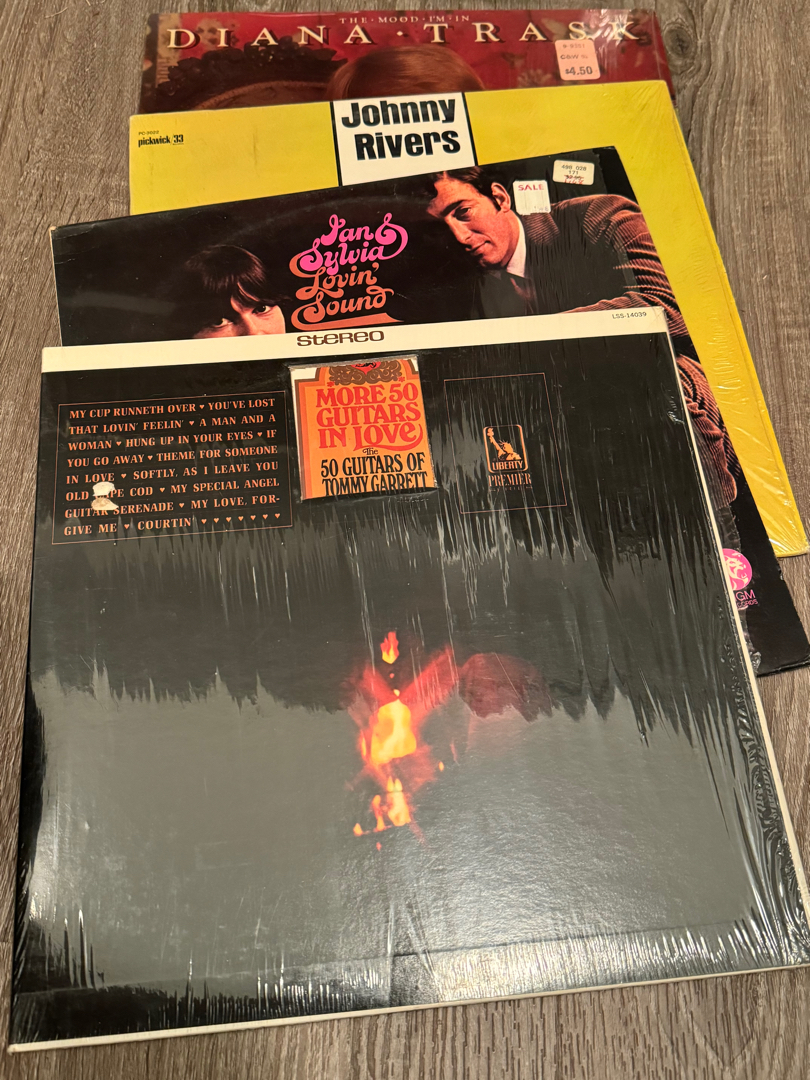 THE • MOOD • I'M • IN
DIANA • TRASK
C&W
$4.50
PC-3022
pickwick/33
Johnny
Rivers
SALE
171
Ian &
Sylvia
Lovin'
Sound
GM
stereo
LSS-14039
MY CUP RUNNETH OVER ♥ YOU'VE LOST
THAT LOVIN' FEELIN' ♥ A MAN AND A
WOMAN ♥ HUNG UP IN YOUR EYES ♥ IF
YOU GO AWAY ♥ THEME FOR SOMEONE
IN LOVE ♥ SOFTLY, AS I LEAVE YOU
OLD PE COD ♥ MY SPECIAL ANGEL
GUITAR SERENADE ♥ MY LOVE, FOR-
GIVE ME ♥ COURTIN' ♥ ♥ ♥ ♥ ♥ ♥ ♥
MORE 50
GUITARS
IN LOVE
The
50 GUITARS OF
TOMMY GARRETT
LIBERTY
PREMIER